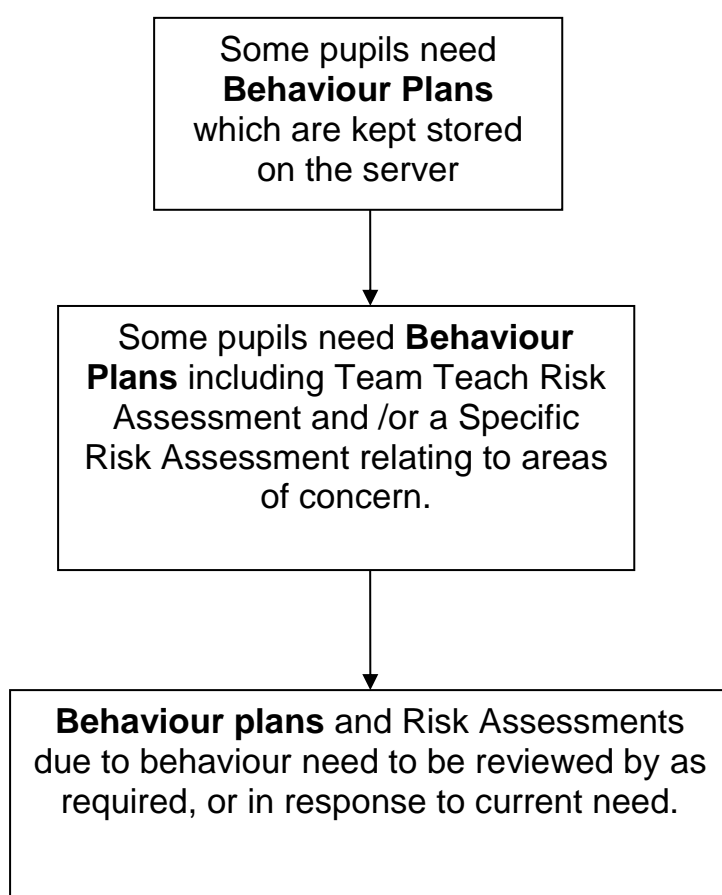 Some pupils need
Behaviour Plans
which are kept stored
on the server
Some pupils need Behaviour
Plans including Team Teach Risk
Assessment and /or a Specific
Risk Assessment relating to areas
of concern.
Behaviour plans and Risk Assessments
due to behaviour need to be reviewed by as
required, or in response to current need.